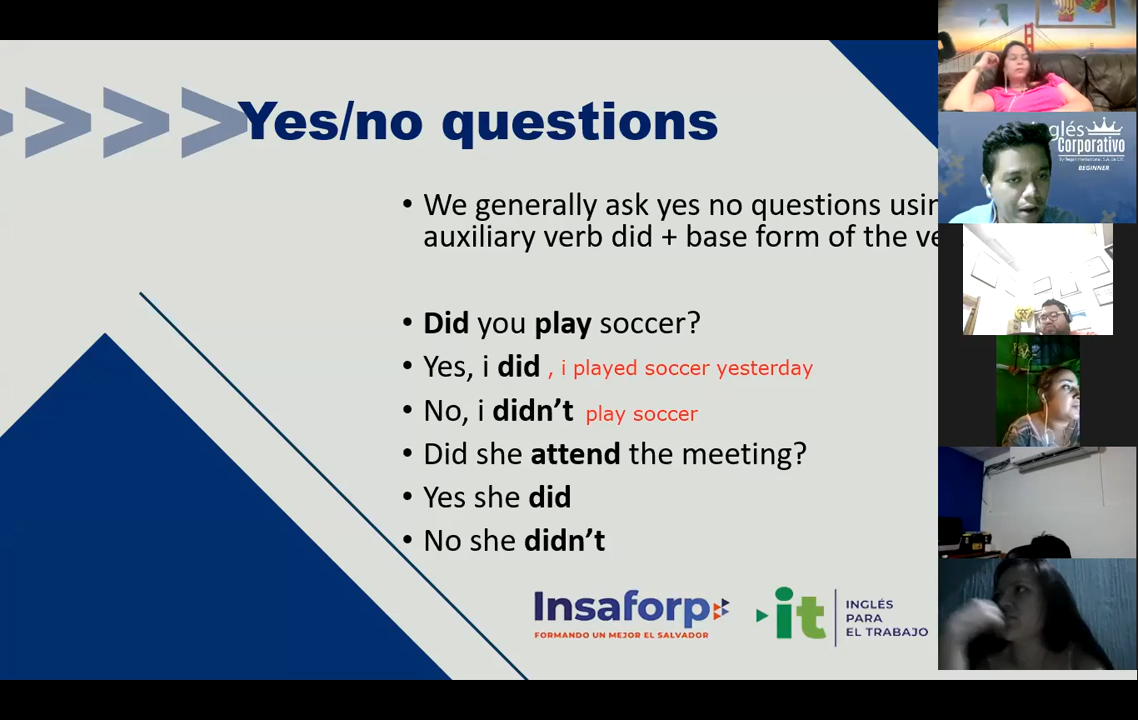 Yes/no questions
• We generally ask yes no questions usin
auxiliary verb did + base form of the ve
• Did you play soccer?
• Yes, i did , i played soccer yesterday
• No, i didn't play soccer
• Did she attend the meeting?
• Yes she did
• No she didn't
Insaforp
FORMANDO UN MEJOR EL SALVADOR
it
INGLÉS
PARA
EL TRABAJO
glés
Corporativo
BEGINNER